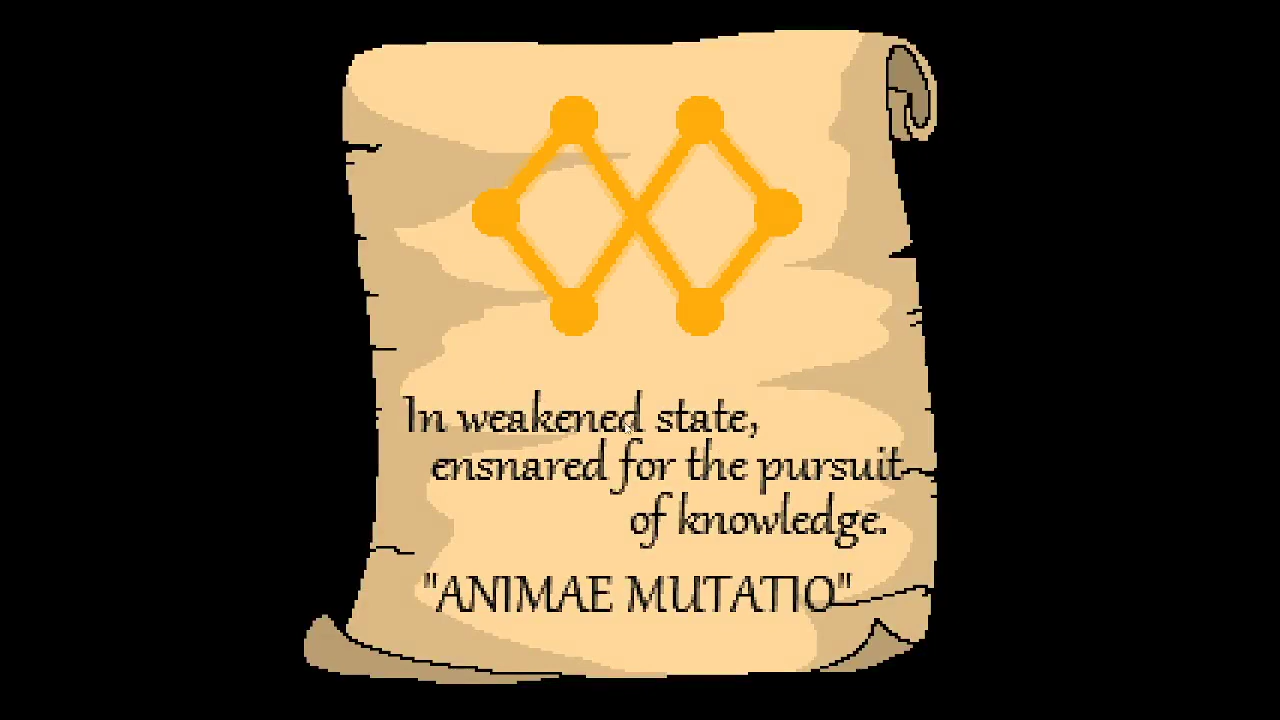 In weakened state,
ensnared for the pursuit
of knowledge.
"ANIMAE MUTATIO"